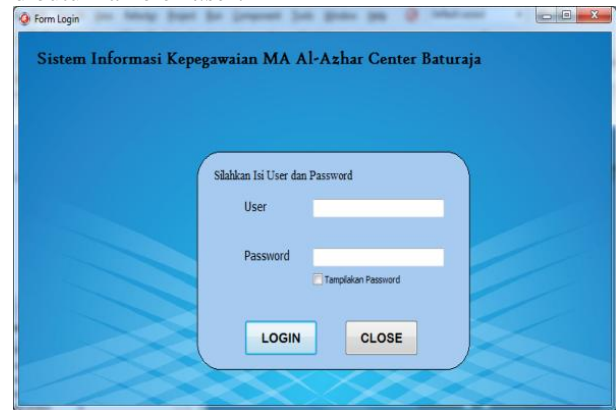 Form Login
Sistem Informasi Kepegawaian MA Al-Azhar Center Baturaja
Silahkan Isi User dan Password
User
Password
Tampilakan Password
LOGIN
CLOSE